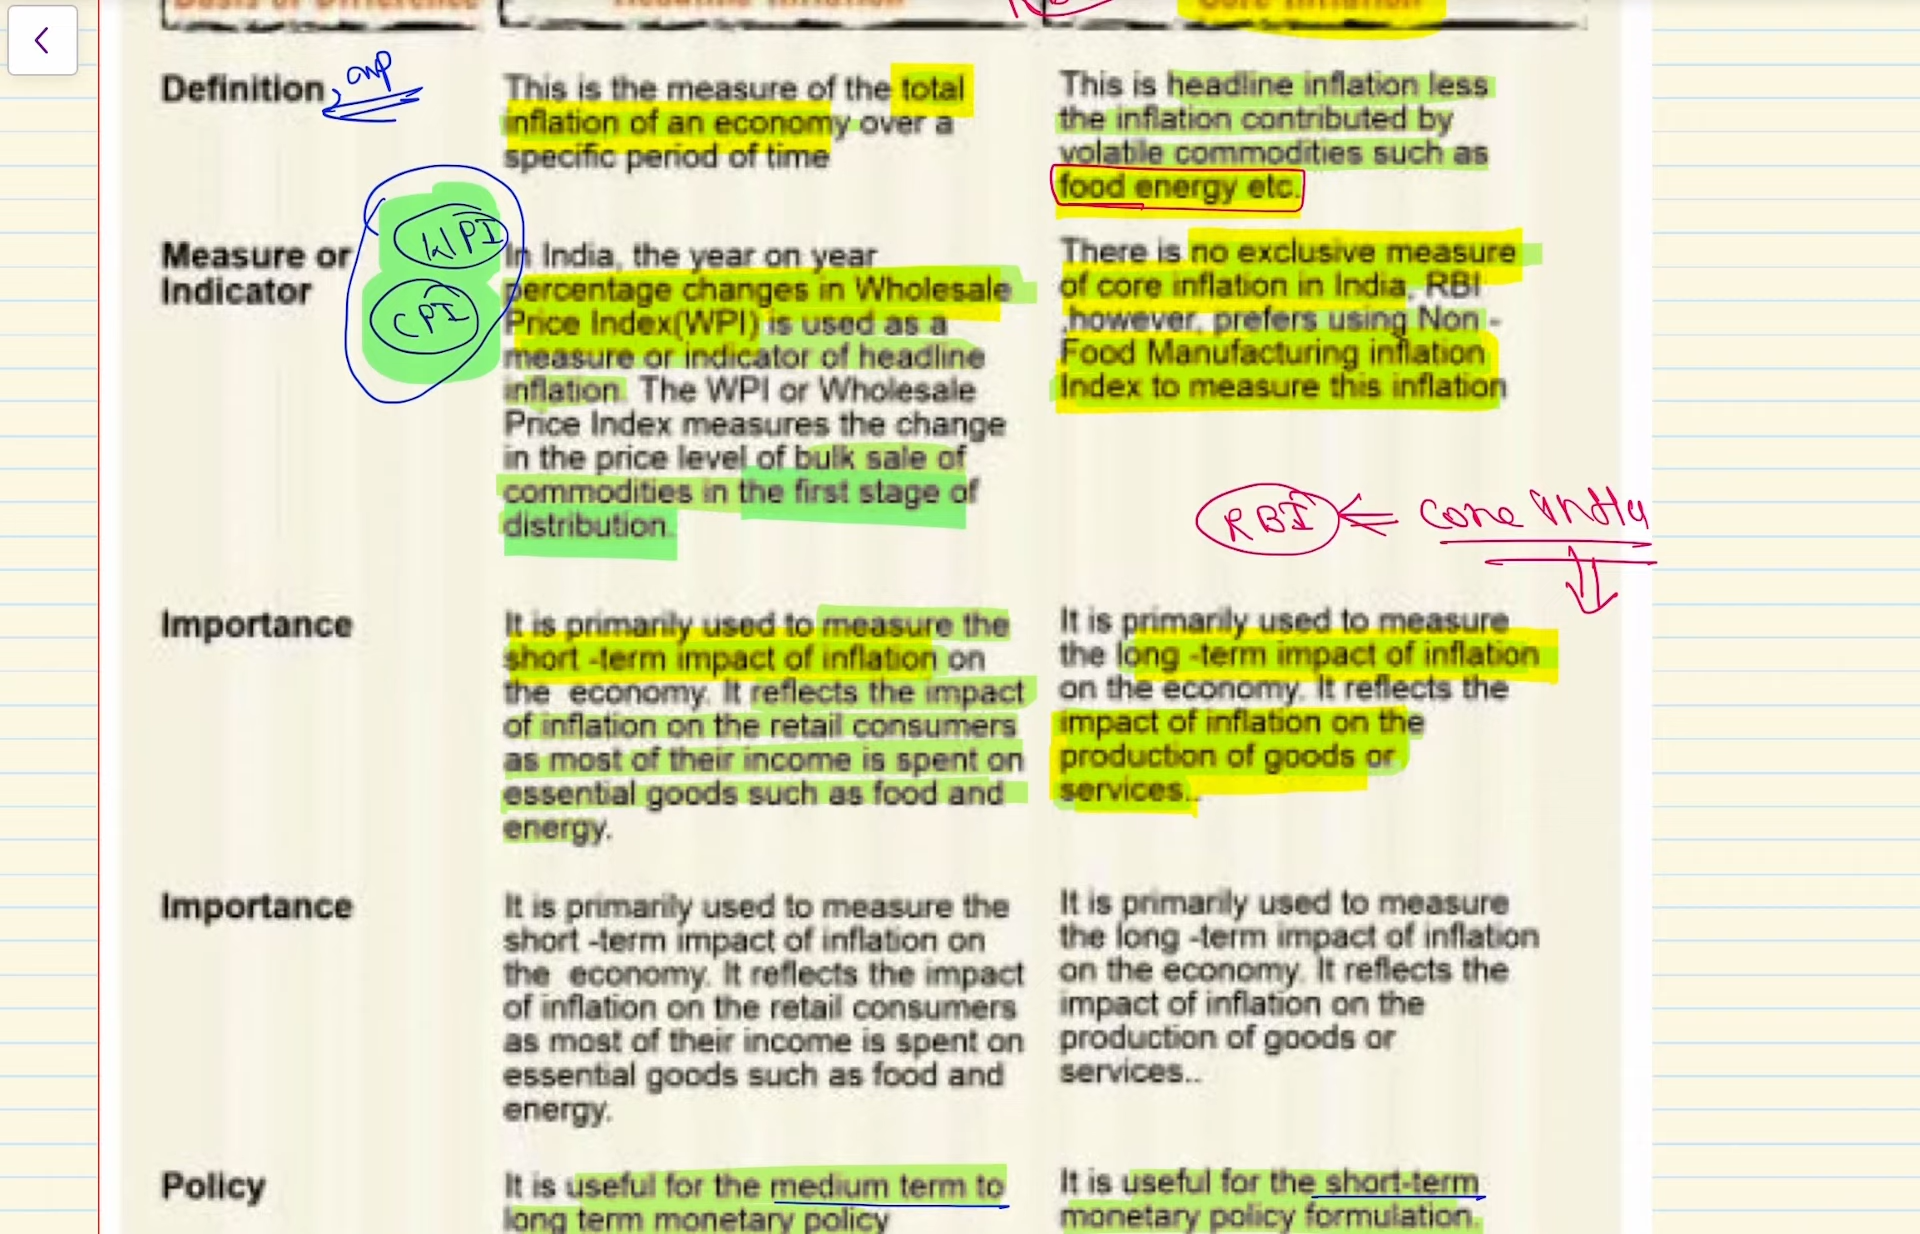 Basis of Difference
Headline Inflation
Core Inflation
Definition
This is the measure of the total
inflation of an economy over a
specific period of time
This is headline inflation less
the inflation contributed by
volatile commodities such as
food energy etc.
Measure or
Indicator
WPI
CPI
In India, the year on year
percentage changes in Wholesale
Price Index(WPI) is used as a
measure or indicator of headline
inflation. The WPI or Wholesale
Price Index measures the change
in the price level of bulk sale of
commodities in the first stage of
distribution.
There is no exclusive measure
of core inflation in India, RBI
,however, prefers using Non -
Food Manufacturing inflation
Index to measure this inflation
RBI
Importance
It is primarily used to measure the
short -term impact of inflation on
the economy. It reflects the impact
of inflation on the retail consumers
as most of their income is spent on
essential goods such as food and
energy.
It is primarily used to measure
the long -term impact of inflation
on the economy. It reflects the
impact of inflation on the
production of goods or
services..
Importance
It is primarily used to measure the
short -term impact of inflation on
the economy. It reflects the impact
of inflation on the retail consumers
as most of their income is spent on
essential goods such as food and
energy.
It is primarily used to measure
the long -term impact of inflation
on the economy. It reflects the
impact of inflation on the
production of goods or
services..
Policy
It is useful for the medium term to
long term monetary policy
It is useful for the short-term
monetary policy formulation.